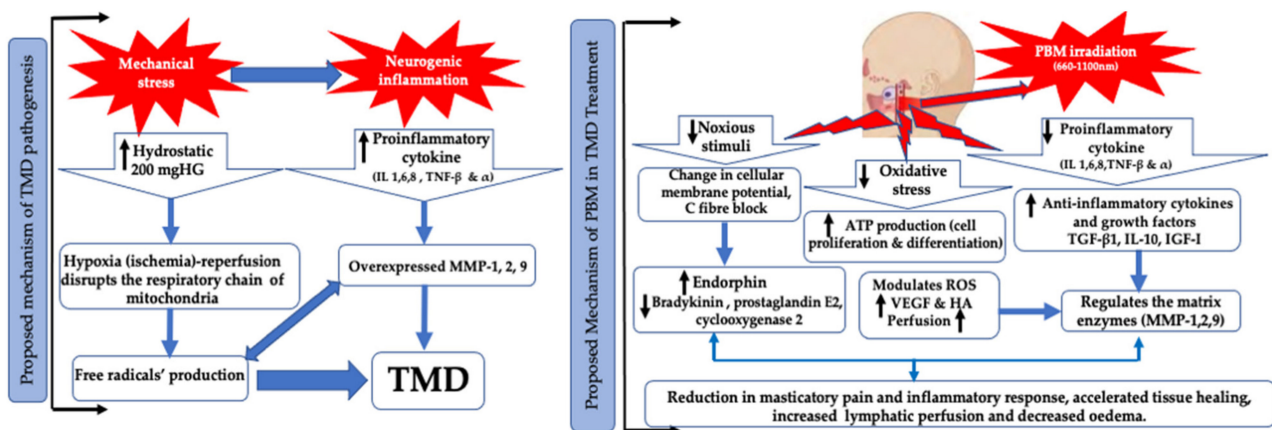 Proposed mechanism of TMD pathogenesis
Mechanical
stress
Neurogenic
inflammation
Hydrostatic
200 mgHG
Proinflammatory
cytokine
(IL 1,6,8 , TNF-β & α)
Hypoxia (ischemia)-reperfusion
disrupts the respiratory chain of
mitochondria
Overexpressed MMP-1, 2, 9
Free radicals’ production
TMD
Proposed Mechanism of PBM in TMD Treatment
PBM irradiation
(660-1100nm)
Noxious
stimuli
Oxidative
stress
Proinflammatory
cytokine
(IL 1,6,8,TNF-β & α)
Change in cellular
membrane potential,
C fibre block
ATP production (cell
proliferation & differentiation)
Anti-inflammatory cytokines
and growth factors
TGF-β1, IL-10, IGF-I
Endorphin
Bradykinin , prostaglandin E2,
cyclooxygenase 2
Modulates ROS
VEGF & HA
Perfusion
Regulates the matrix
enzymes (MMP-1,2,9)
Reduction in masticatory pain and inflammatory response, accelerated tissue healing,
increased lymphatic perfusion and decreased oedema.